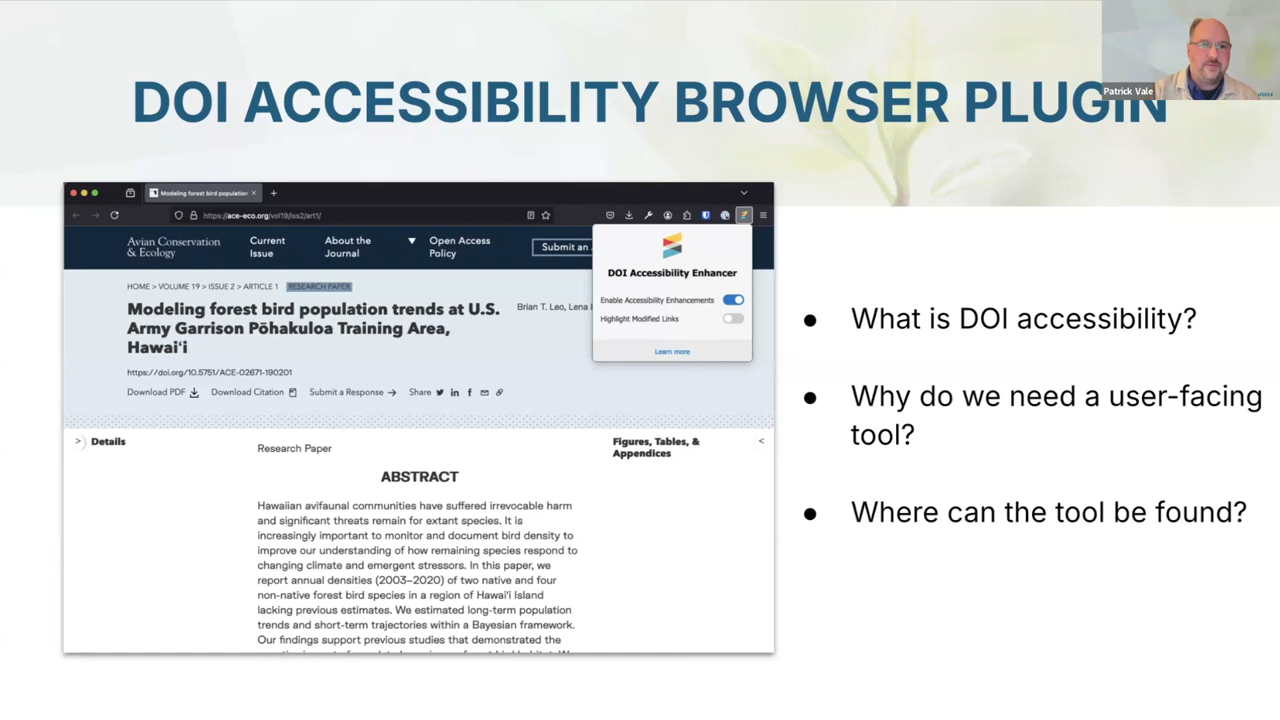 DOI ACCESSIBILITY BROWSER PLUGIN
Patrick Vale
Modeling forest bird population
https://ace-eco.org/vol19/iss2/art1/
Avian Conservation
& Ecology
Current
Issue
About the
Journal
Open Access
Policy
Submit an
DOI Accessibility Enhancer
Enable Accessibility Enhancements
Highlight Modified Links
Learn more
HOME > VOLUME 19 > ISSUE 2 > ARTICLE 1 RESEARCH PAPER
Modeling forest bird population trends at U.S.
Army Garrison Pōhakuloa Training Area,
Hawaiʻi
Brian T. Leo, Lena
https://doi.org/10.5751/ACE-02671-190201
Download PDF Download Citation Submit a Response → Share
> Details
Research Paper
Figures, Tables, &
Appendices
<
ABSTRACT
Hawaiian avifaunal communities have suffered irrevocable harm
and significant threats remain for extant species. It is
increasingly important to monitor and document bird density to
improve our understanding of how remaining species respond to
changing climate and emergent stressors. In this paper, we
report annual densities (2003–2020) of two native and four
non-native forest bird species in a region of Hawaiʻi Island
lacking previous estimates. We estimated long-term population
trends and short-term trajectories within a Bayesian framework.
Our findings support previous studies that demonstrated the
● What is DOI accessibility?
● Why do we need a user-facing
tool?
● Where can the tool be found?